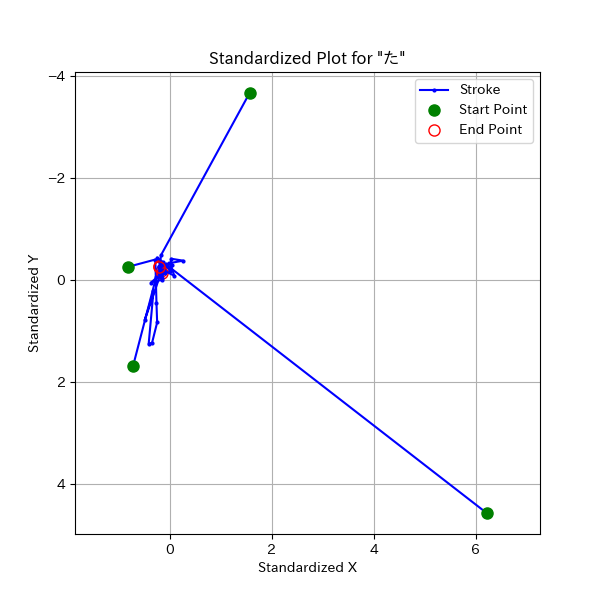 Standardized Plot for "た"
Stroke
Start Point
End Point
Standardized Y
−4
−2
0
2
4
0 2 4 6
Standardized X